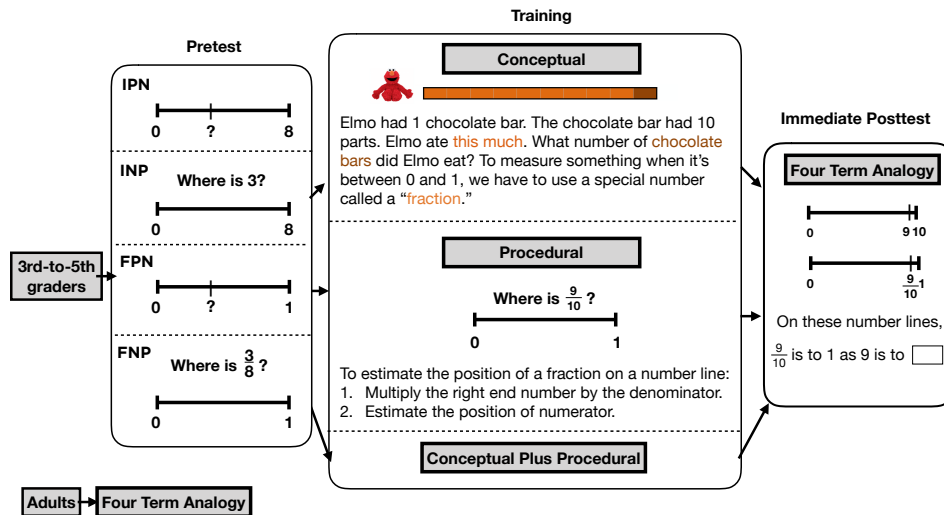 Training
Pretest
Conceptual
IPN
0 ? 8
Elmo had 1 chocolate bar. The chocolate bar had 10
parts. Elmo ate this much. What number of chocolate
bars did Elmo eat? To measure something when it's
between 0 and 1, we have to use a special number
called a “fraction.”
INP
Where is 3?
0 8
3rd-to-5th
graders
FPN
0 ? 1
FNP
Where is 3/8 ?
0 1
Procedural
Where is 9/10 ?
0 1
To estimate the position of a fraction on a number line:
1. Multiply the right end number by the denominator.
2. Estimate the position of numerator.
Conceptual Plus Procedural
Immediate Posttest
Four Term Analogy
0 9 10
0 9/10 1
On these number lines,
9/10 is to 1 as 9 is to
Adults
Four Term Analogy